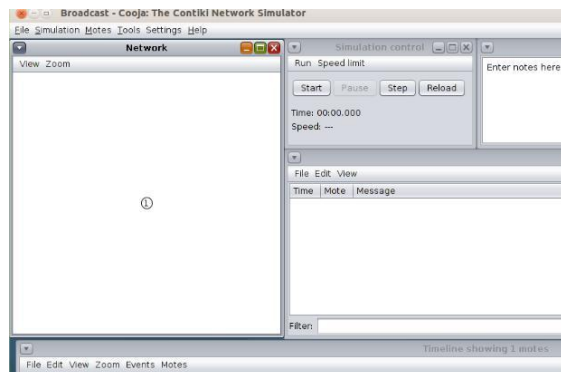 Broadcast - Cooja: The Contiki Network Simulator
File Simulation Motes Tools Settings Help
Network
View Zoom
1
Simulation control
Run Speed limit
Start Pause Step Reload
Time: 00:00.000
Speed: ---
Enter notes here
File Edit View
Time Mote Message
Filter:
Timeline showing 1 motes
File Edit View Zoom Events Motes